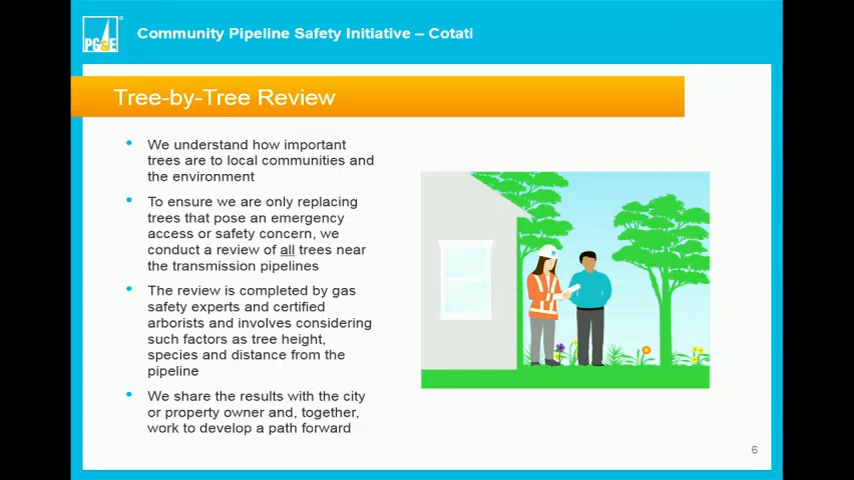 PG&E
Community Pipeline Safety Initiative – Cotati
Tree-by-Tree Review
• We understand how important
trees are to local communities and
the environment
• To ensure we are only replacing
trees that pose an emergency
access or safety concern, we
conduct a review of all trees near
the transmission pipelines
• The review is completed by gas
safety experts and certified
arborists and involves considering
such factors as tree height,
species and distance from the
pipeline
• We share the results with the city
or property owner and, together,
work to develop a path forward
6